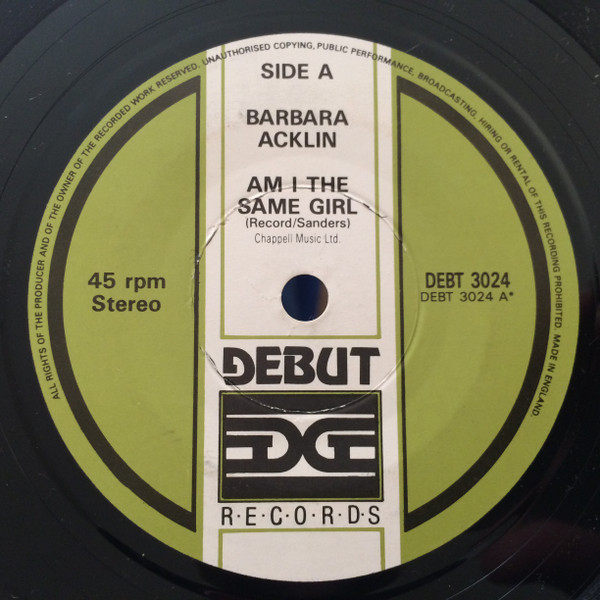 SIDE A
BARBARA
ACKLIN
AM I THE
SAME GIRL
(Record/Sanders)
Chappell Music Ltd.
45 rpm
Stereo
DEBT 3024
DEBT 3024 A*
DEBUT
R·E·C·O·R·D·S
ALL RIGHTS OF THE PRODUCER AND OF THE OWNER OF THE RECORDED WORK RESERVED. UNAUTHORISED COPYING, PUBLIC PERFORMANCE, BROADCASTING, HIRING OR RENTAL OF THIS RECORDING PROHIBITED. MADE IN ENGLAND.